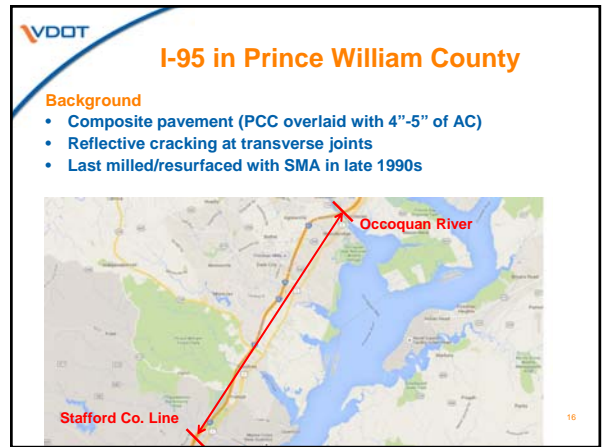 VDOT
I-95 in Prince William County
Background
• Composite pavement (PCC overlaid with 4”-5” of AC)
• Reflective cracking at transverse joints
• Last milled/resurfaced with SMA in late 1990s
Occoquan River
Stafford Co. Line
16